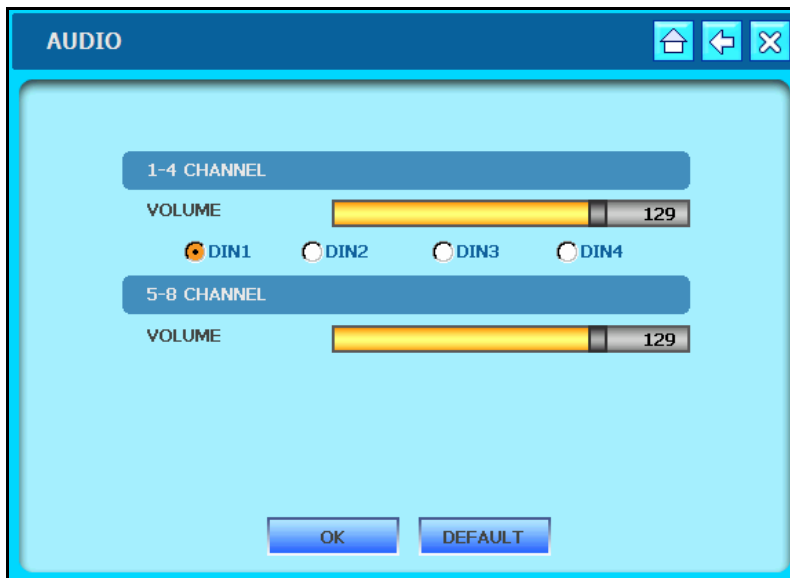 AUDIO
1-4 CHANNEL
VOLUME 129
DIN1 DIN2 DIN3 DIN4
5-8 CHANNEL
VOLUME 129
OK DEFAULT